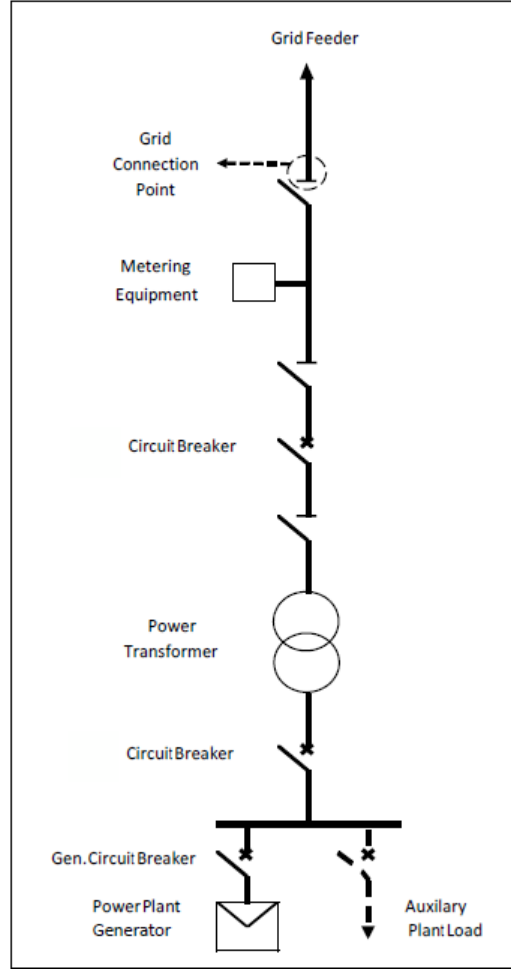 Grid Feeder
Grid
Connection
Point
Metering
Equipment
Circuit Breaker
Power
Transformer
Circuit Breaker
Gen. Circuit Breaker
Power Plant
Generator
Auxilary
Plant Load